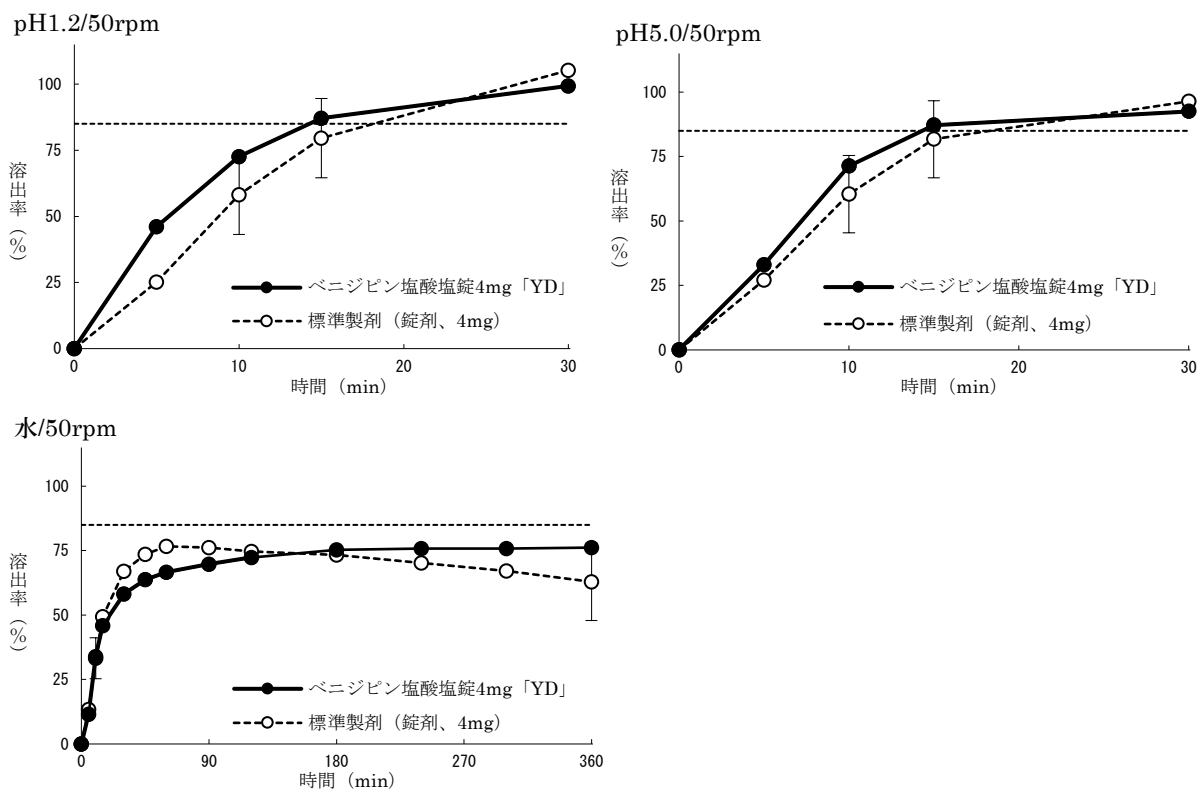 pH1.2/50rpm
100
75
50
25
0
溶出率（%）
0
10
20
30
時間（min）
ベニジピン塩酸塩錠4mg「YD」
標準製剤（錠剤、4mg）
pH5.0/50rpm
100
75
50
25
0
溶出率（%）
0
10
20
30
時間（min）
ベニジピン塩酸塩錠4mg「YD」
標準製剤（錠剤、4mg）
水/50rpm
100
75
50
25
0
溶出率（%）
0
90
180
270
360
時間（min）
ベニジピン塩酸塩錠4mg「YD」
標準製剤（錠剤、4mg）